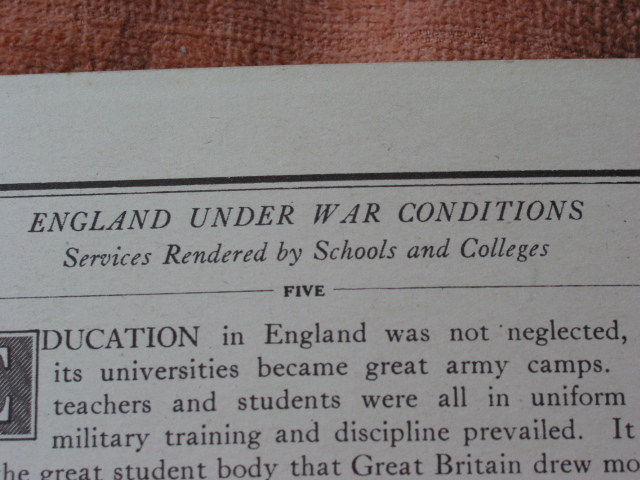 ENGLAND UNDER WAR CONDITIONS
Services Rendered by Schools and Colleges
FIVE
EDUCATION in England was not neglected,
its universities became great army camps.
teachers and students were all in uniform
military training and discipline prevailed. It
the great student body that Great Britain drew